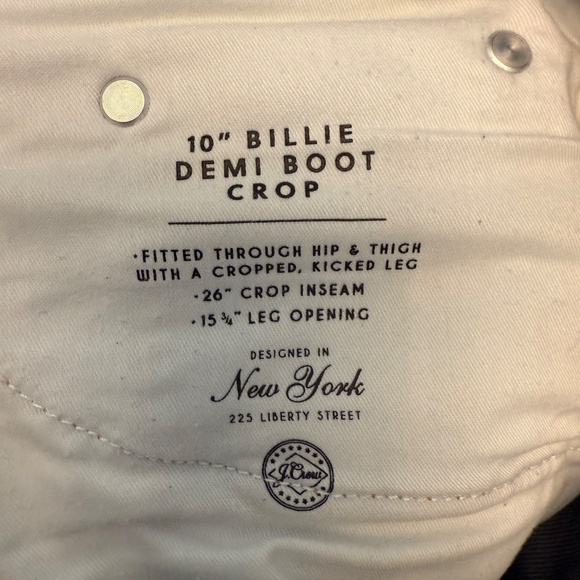 10" BILLIE
DEMI BOOT
CROP
•FITTED THROUGH HIP & THIGH
WITH A CROPPED, KICKED LEG
•26" CROP INSEAM
•15 ¾" LEG OPENING
DESIGNED IN
New York
225 LIBERTY STREET
J.Crew